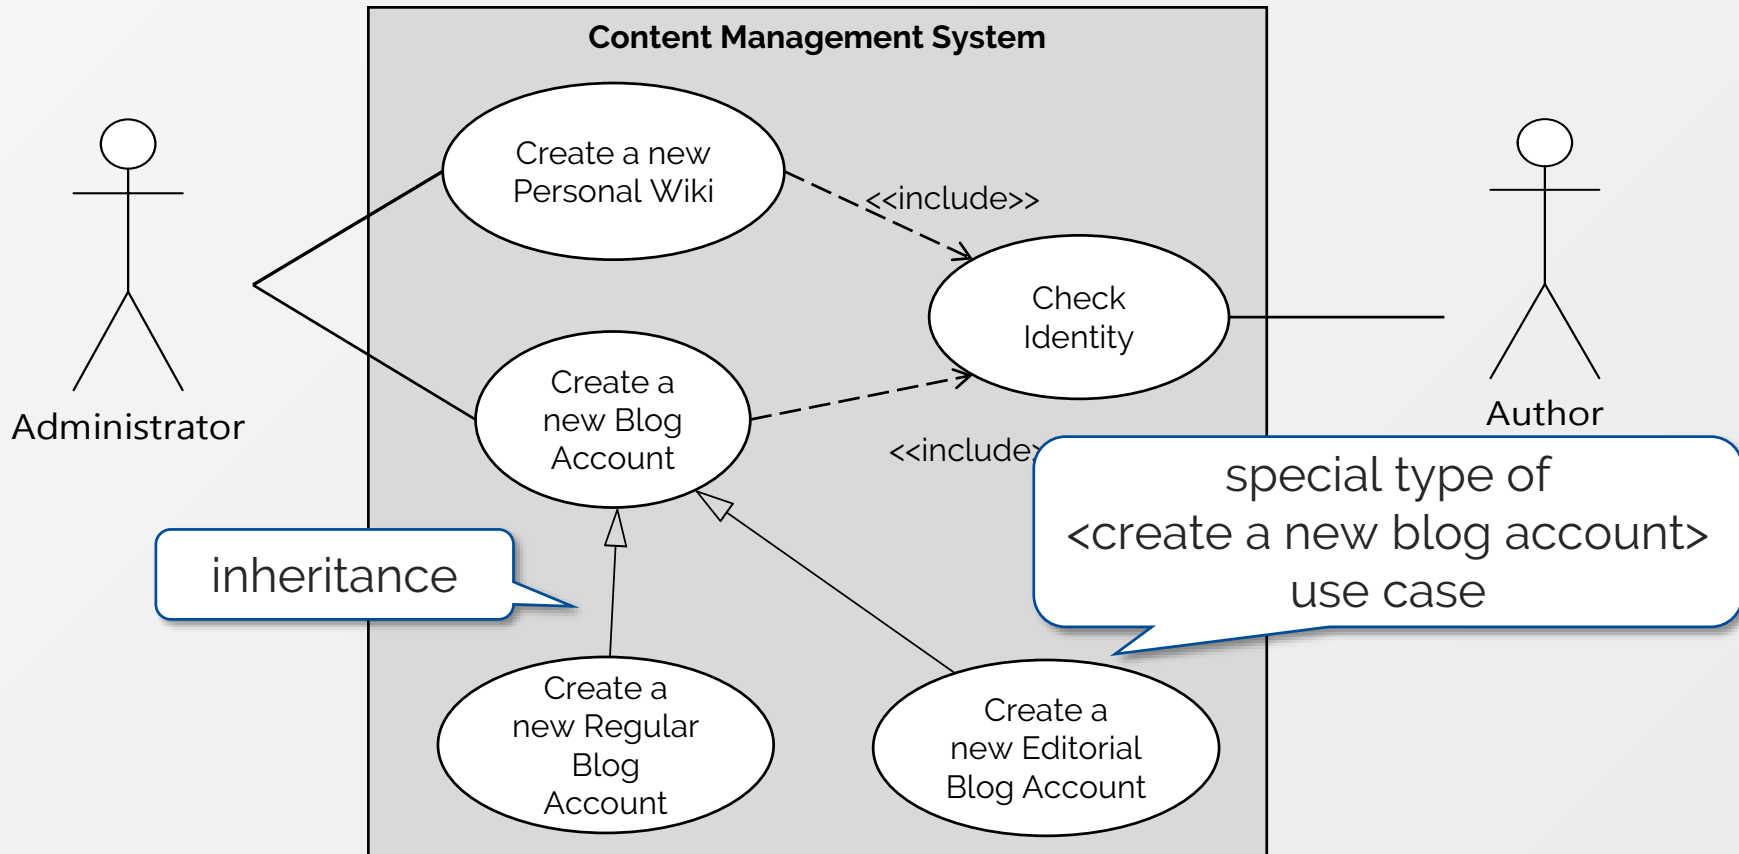 Content Management System
Create a new
Personal Wiki
<<include>>
Check
Identity
Administrator
Author
Create a
new Blog
Account
<<include>
special type of
<create a new blog account>
use case
inheritance
Create a
new Regular
Blog
Account
Create a
new Editorial
Blog Account